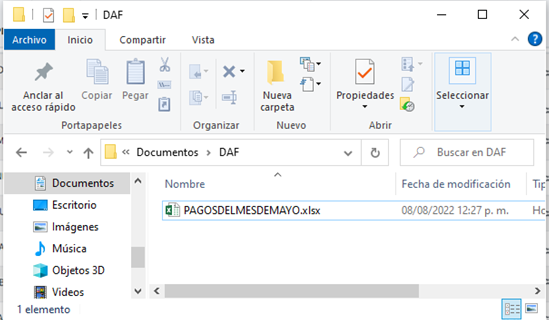 DAF
Archivo Inicio Compartir Vista
Anclar al acceso rápido
Copiar
Pegar
Nueva carpeta
Propiedades
Seleccionar
Portapapeles Organizar Nuevo Abrir
Documentos > DAF
Buscar en DAF
Documentos
Escritorio
Imágenes
Música
Objetos 3D
Videos
Nombre Fecha de modificación Tip
PAGOSDELMESDEMAYO.xlsx 08/08/2022 12:27 p. m. Ho
1 elemento